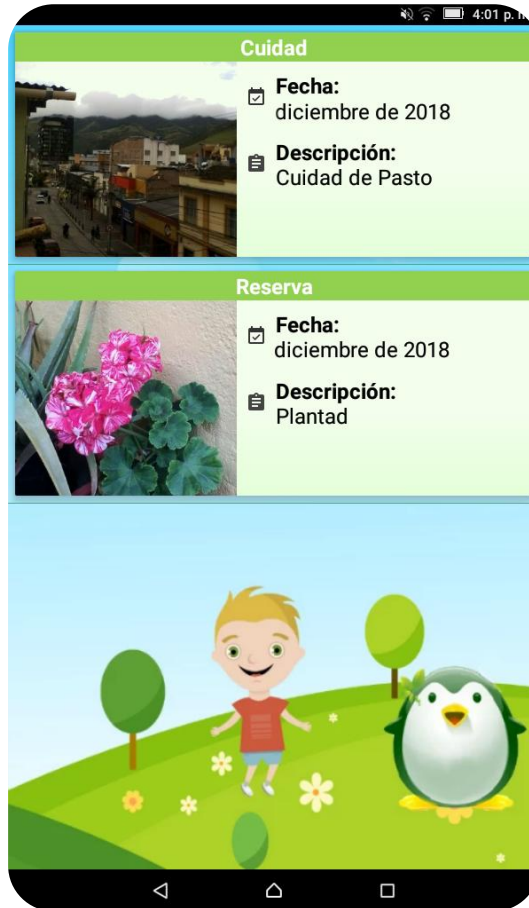 4:01 p.
Cuidad
Fecha:
diciembre de 2018
Descripción:
Cuidad de Pasto
Reserva
Fecha:
diciembre de 2018
Descripción:
Plantad